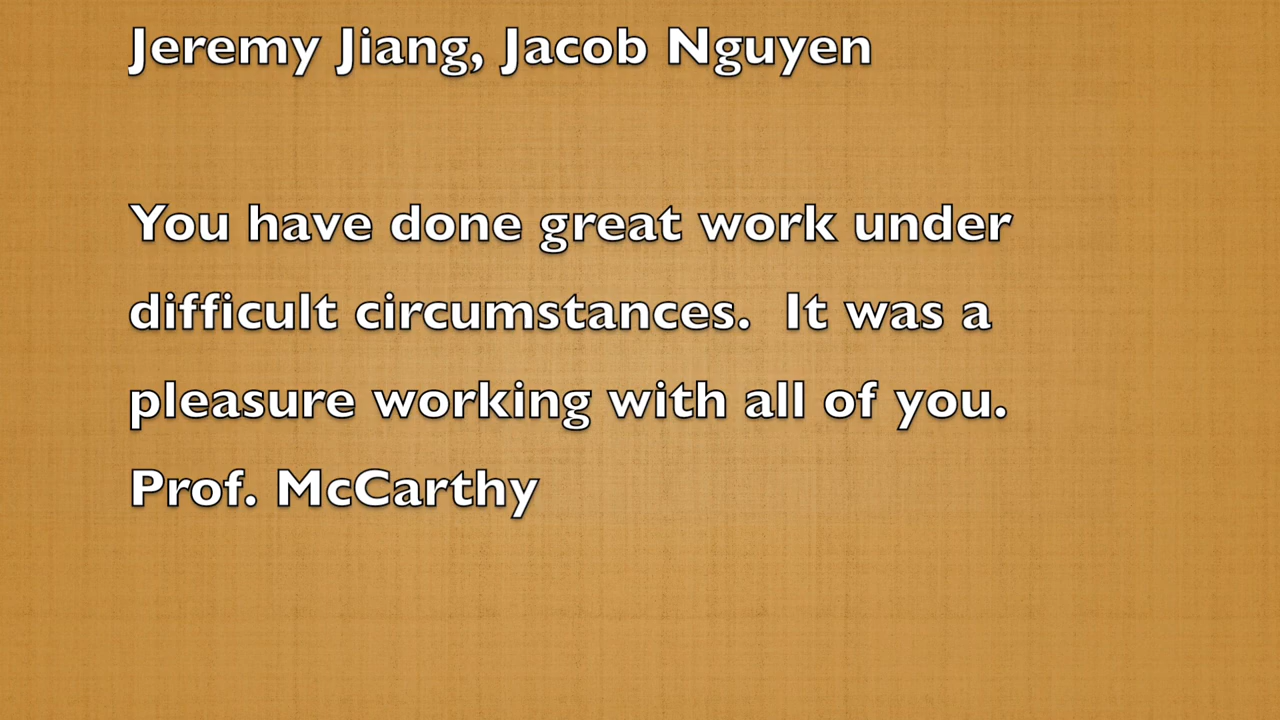 Jeremy Jiang, Jacob Nguyen
You have done great work under
difficult circumstances.  It was a
pleasure working with all of you.
Prof. McCarthy